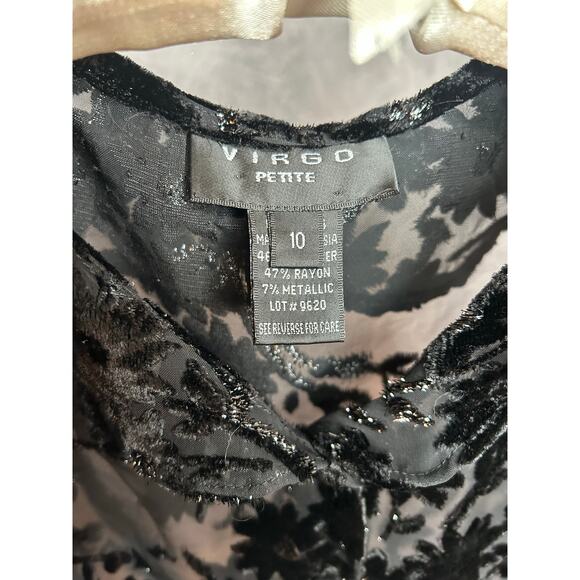 VIRGO
PETITE
10
47% RAYON
7% METALLIC
LOT# 9620
SEE REVERSE FOR CARE